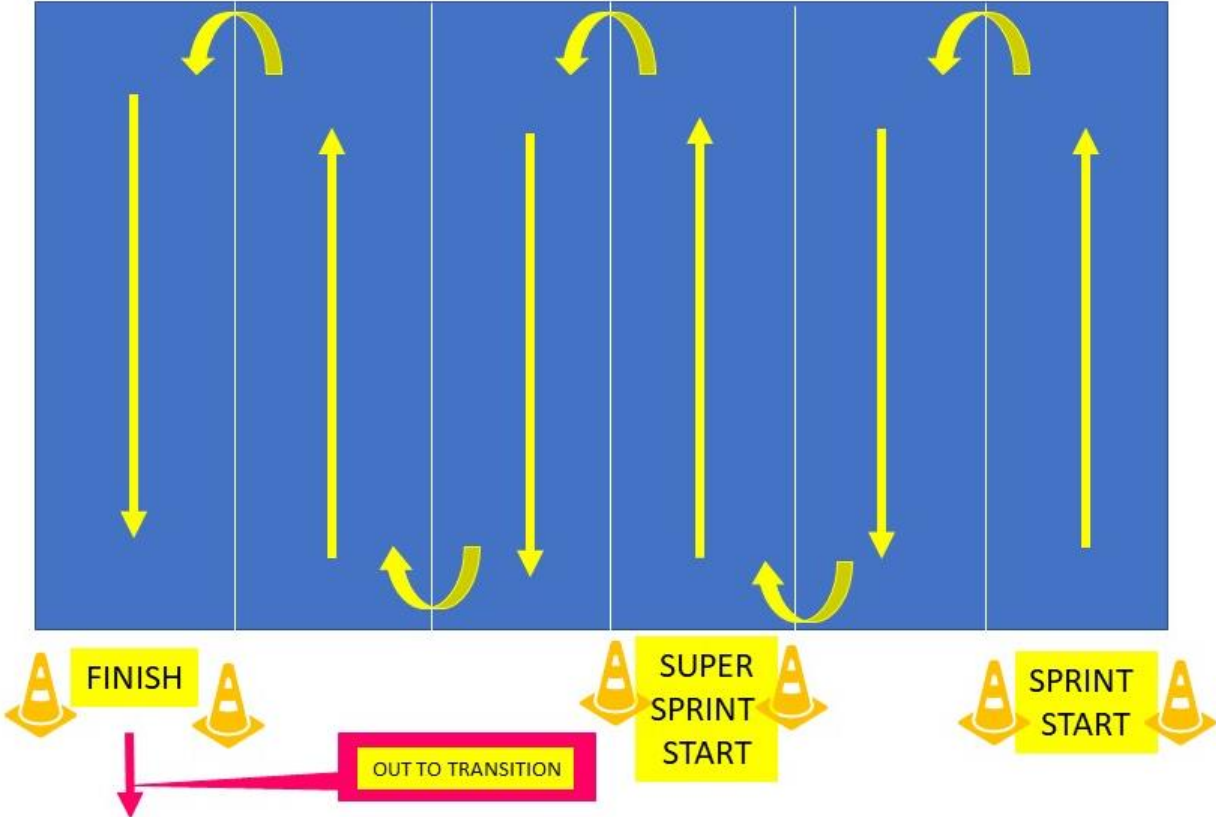 FINISH
SUPER
SPRINT
START
SPRINT
START
OUT TO TRANSITION